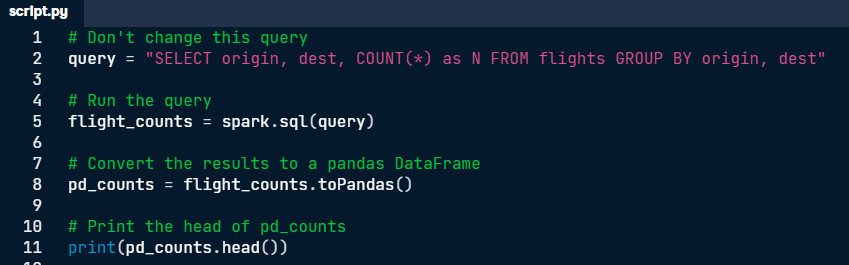 script.py
1 # Don't change this query
2 query = "SELECT origin, dest, COUNT(*) as N FROM flights GROUP BY origin, dest"
3
4 # Run the query
5 flight_counts = spark.sql(query)
6
7 # Convert the results to a pandas DataFrame
8 pd_counts = flight_counts.toPandas()
9
10 # Print the head of pd_counts
11 print(pd_counts.head())